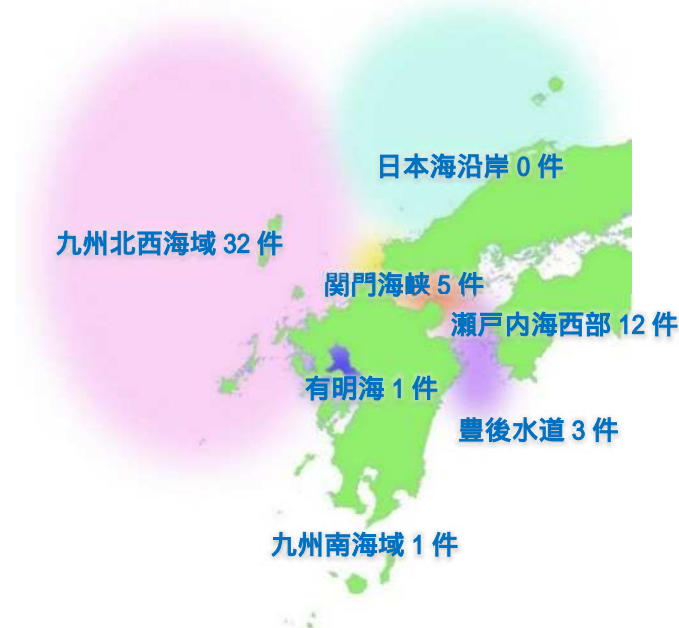 日本海沿岸 0 件
九州北西海域 32 件
関門海峡 5 件
瀬戸内海西部 12 件
有明海 1 件
豊後水道 3 件
九州南海域 1 件